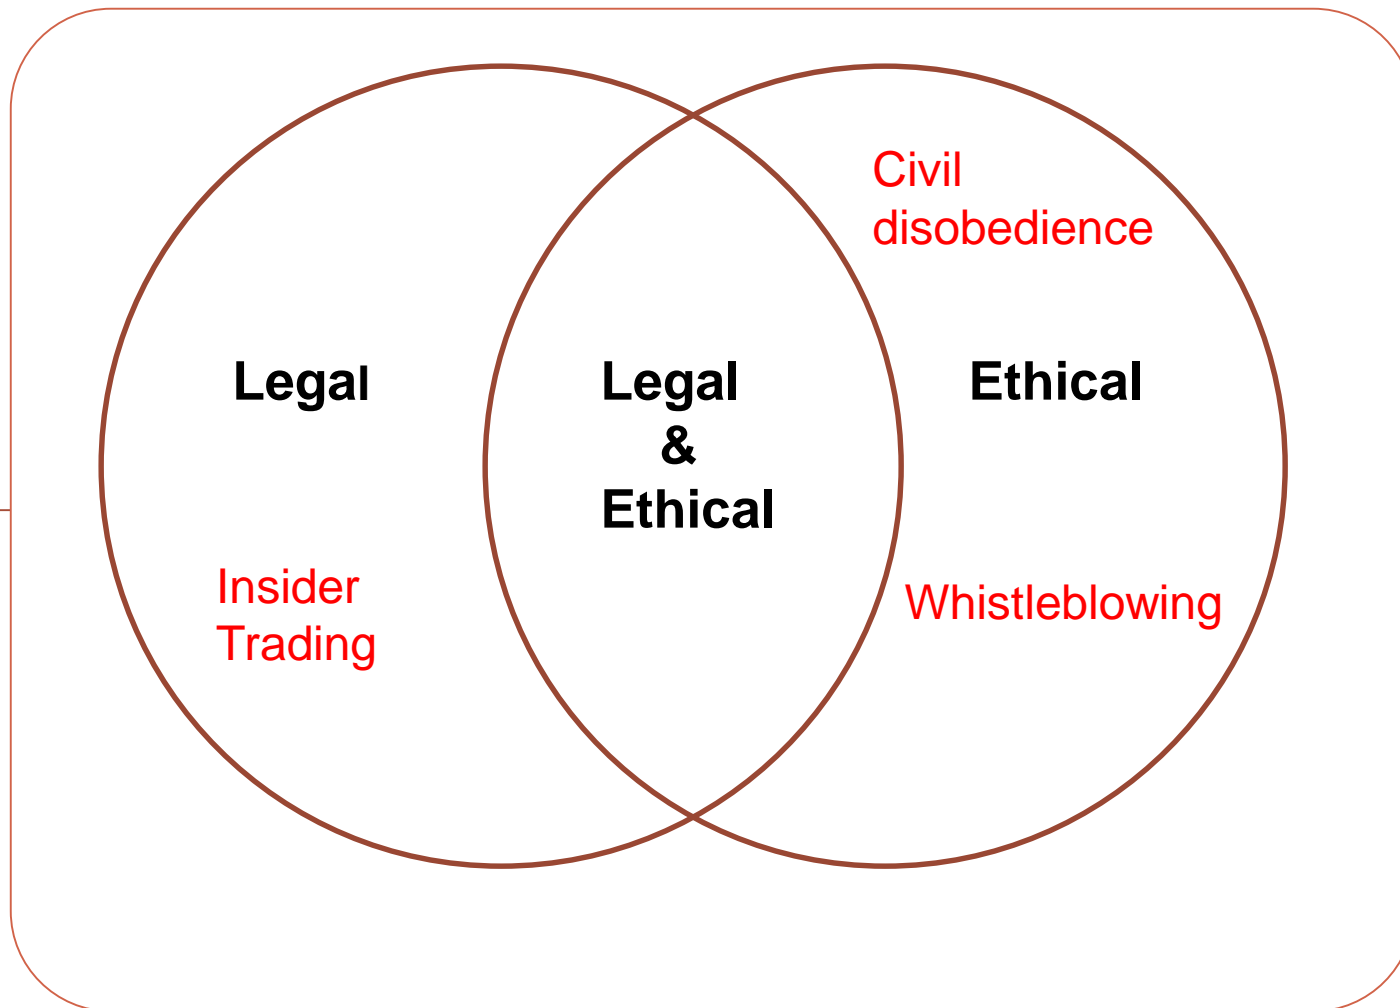 Civil
disobedience
Legal
Legal
&
Ethical
Ethical
Insider
Trading
Whistleblowing